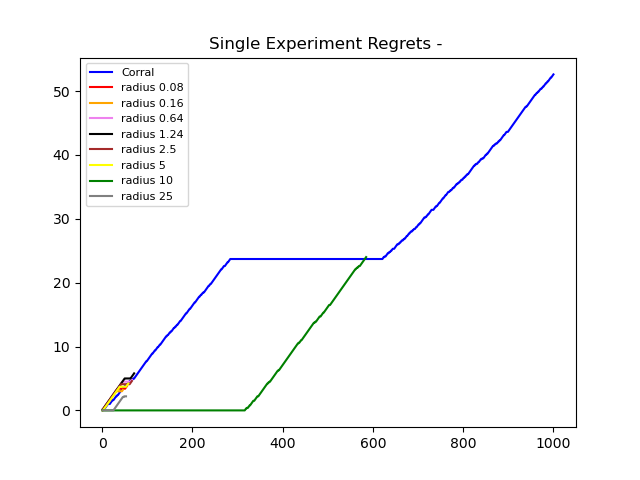 Single Experiment Regrets -
Corral
radius 0.08
radius 0.16
radius 0.64
radius 1.24
radius 2.5
radius 5
radius 10
radius 25
50
40
30
20
10
0
0 200 400 600 800 1000